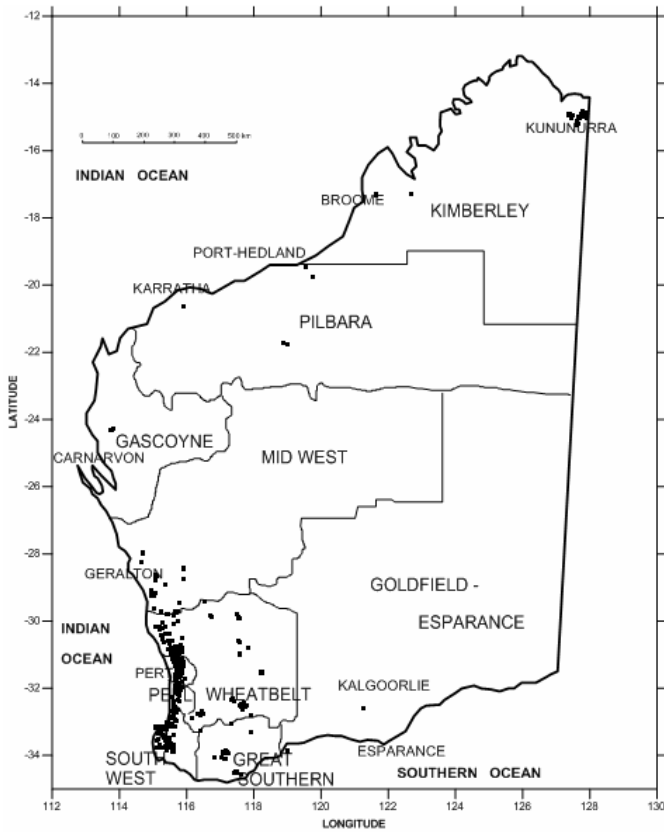 -12
-14
KUNUNURRA
0 100 200 300 400 500 km
-16
INDIAN OCEAN
BROOME
KIMBERLEY
-18
PORT-HEDLAND
-20
KARRATHA
PILBARA
-22
LATITUDE
-24
GASCOYNE
CARNARVON
MID WEST
-26
-28
GERALTON
GOLDFIELD -
ESPARANCE
-30
INDIAN
OCEAN
PERT
KALGOORLIE
-32
WHEATBELT
-34
SOUTH
WEST
GREAT
SOUTHERN
ESPARANCE
SOUTHERN OCEAN
112 114 116 118 120 122 124 126 128 130
LONGITUDE